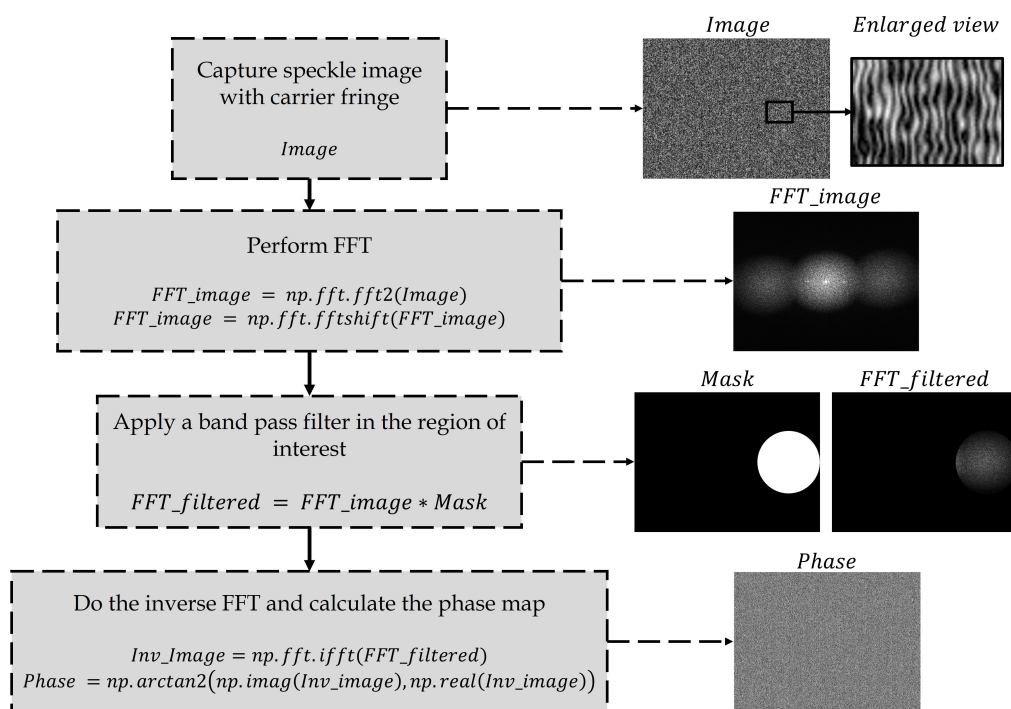 Capture speckle image
with carrier fringe
Image
Image
Enlarged view
Perform FFT
FFT_image = np.fft.fft2(Image)
FFT_image = np.fft.fftshift(FFT_image)
FFT_image
Apply a band pass filter in the region of
interest
FFT_filtered = FFT_image * Mask
Mask
FFT_filtered
Do the inverse FFT and calculate the phase map
Inv_Image = np.fft.ifft(FFT_filtered)
Phase = np.arctan2(np.imag(Inv_image),np.real(Inv_image))
Phase